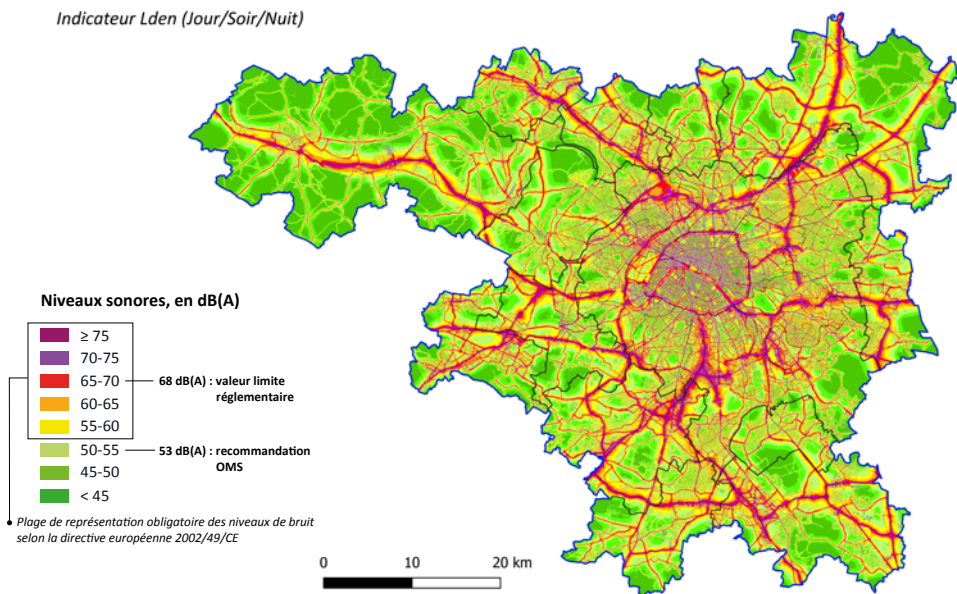 Indicateur Lden (Jour/Soir/Nuit)
Niveaux sonores, en dB(A)
≥ 75
70-75
65-70
68 dB(A) : valeur limite
réglementaire
60-65
55-60
50-55
53 dB(A) : recommandation
OMS
45-50
< 45
Plage de représentation obligatoire des niveaux de bruit
selon la directive européenne 2002/49/CE
0 10 20 km